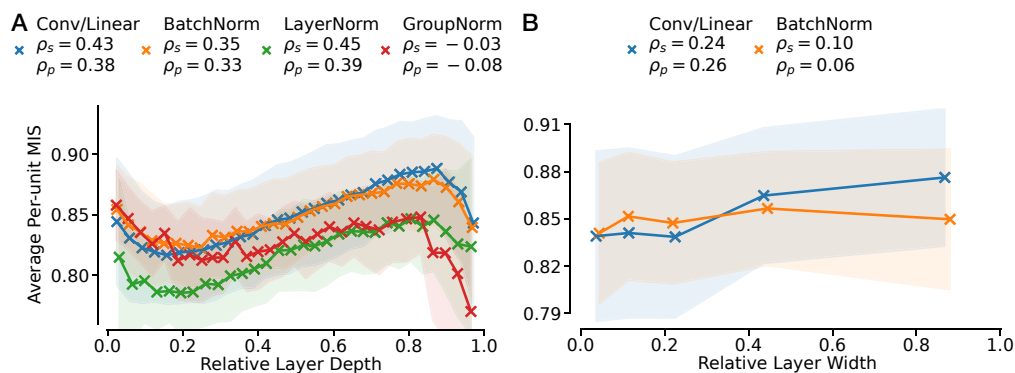 A
Conv/Linear
ρs = 0.43
ρp = 0.38
BatchNorm
ρs = 0.35
ρp = 0.33
LayerNorm
ρs = 0.45
ρp = 0.39
GroupNorm
ρs = − 0.03
ρp = − 0.08
Average Per-unit MIS
0.90
0.85
0.80
0.0 0.2 0.4 0.6 0.8 1.0
Relative Layer Depth
B
Conv/Linear
ρs = 0.24
ρp = 0.26
BatchNorm
ρs = 0.10
ρp = 0.06
0.91
0.88
0.85
0.82
0.79
0.0 0.2 0.4 0.6 0.8 1.0
Relative Layer Width